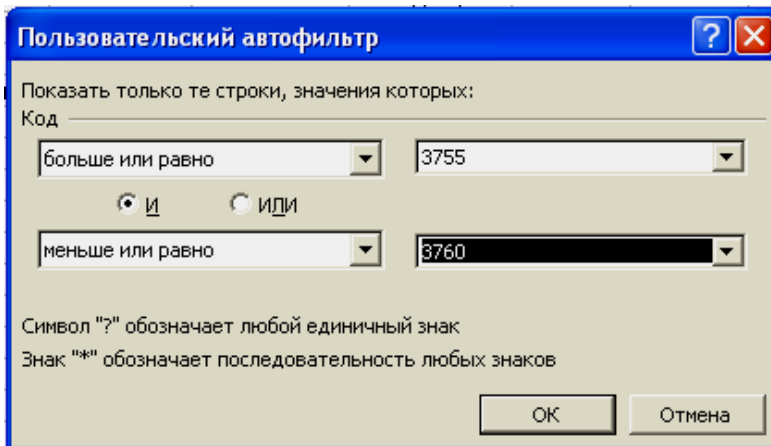 Пользовательский автофильтр
Показать только те строки, значения которых:
Код
больше или равно 3755
И ИЛИ
меньше или равно 3760
Символ "?" обозначает любой единичный знак
Знак "*" обозначает последовательность любых знаков
ОК Отмена